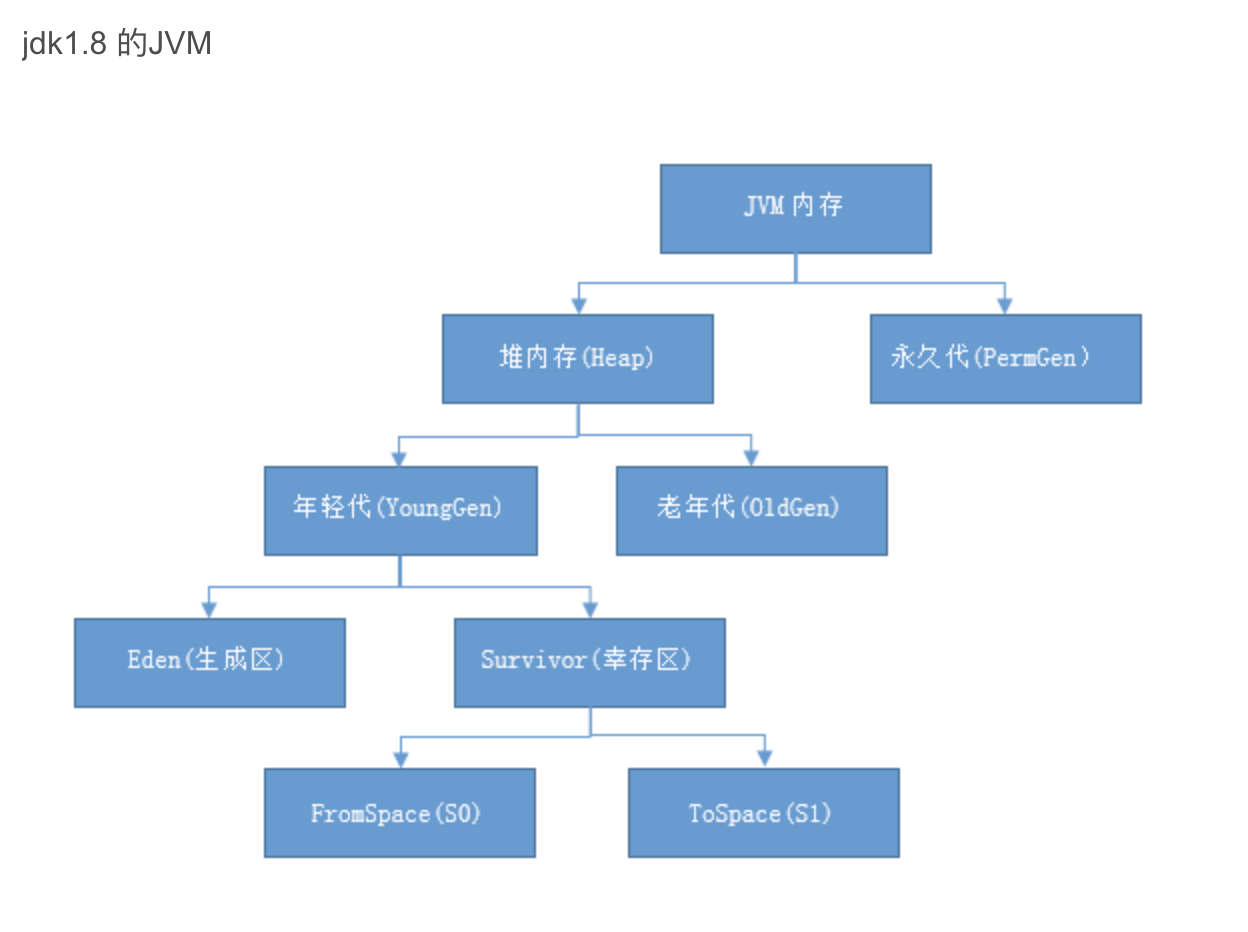 jdk1.8 的JVM
JVM 内存
堆内存(Heap)
永久代(PermGen）
年轻代(YoungGen)
老年代(OldGen)
Eden(生成区)
Survivor(幸存区)
FromSpace(S0)
ToSpace(S1)